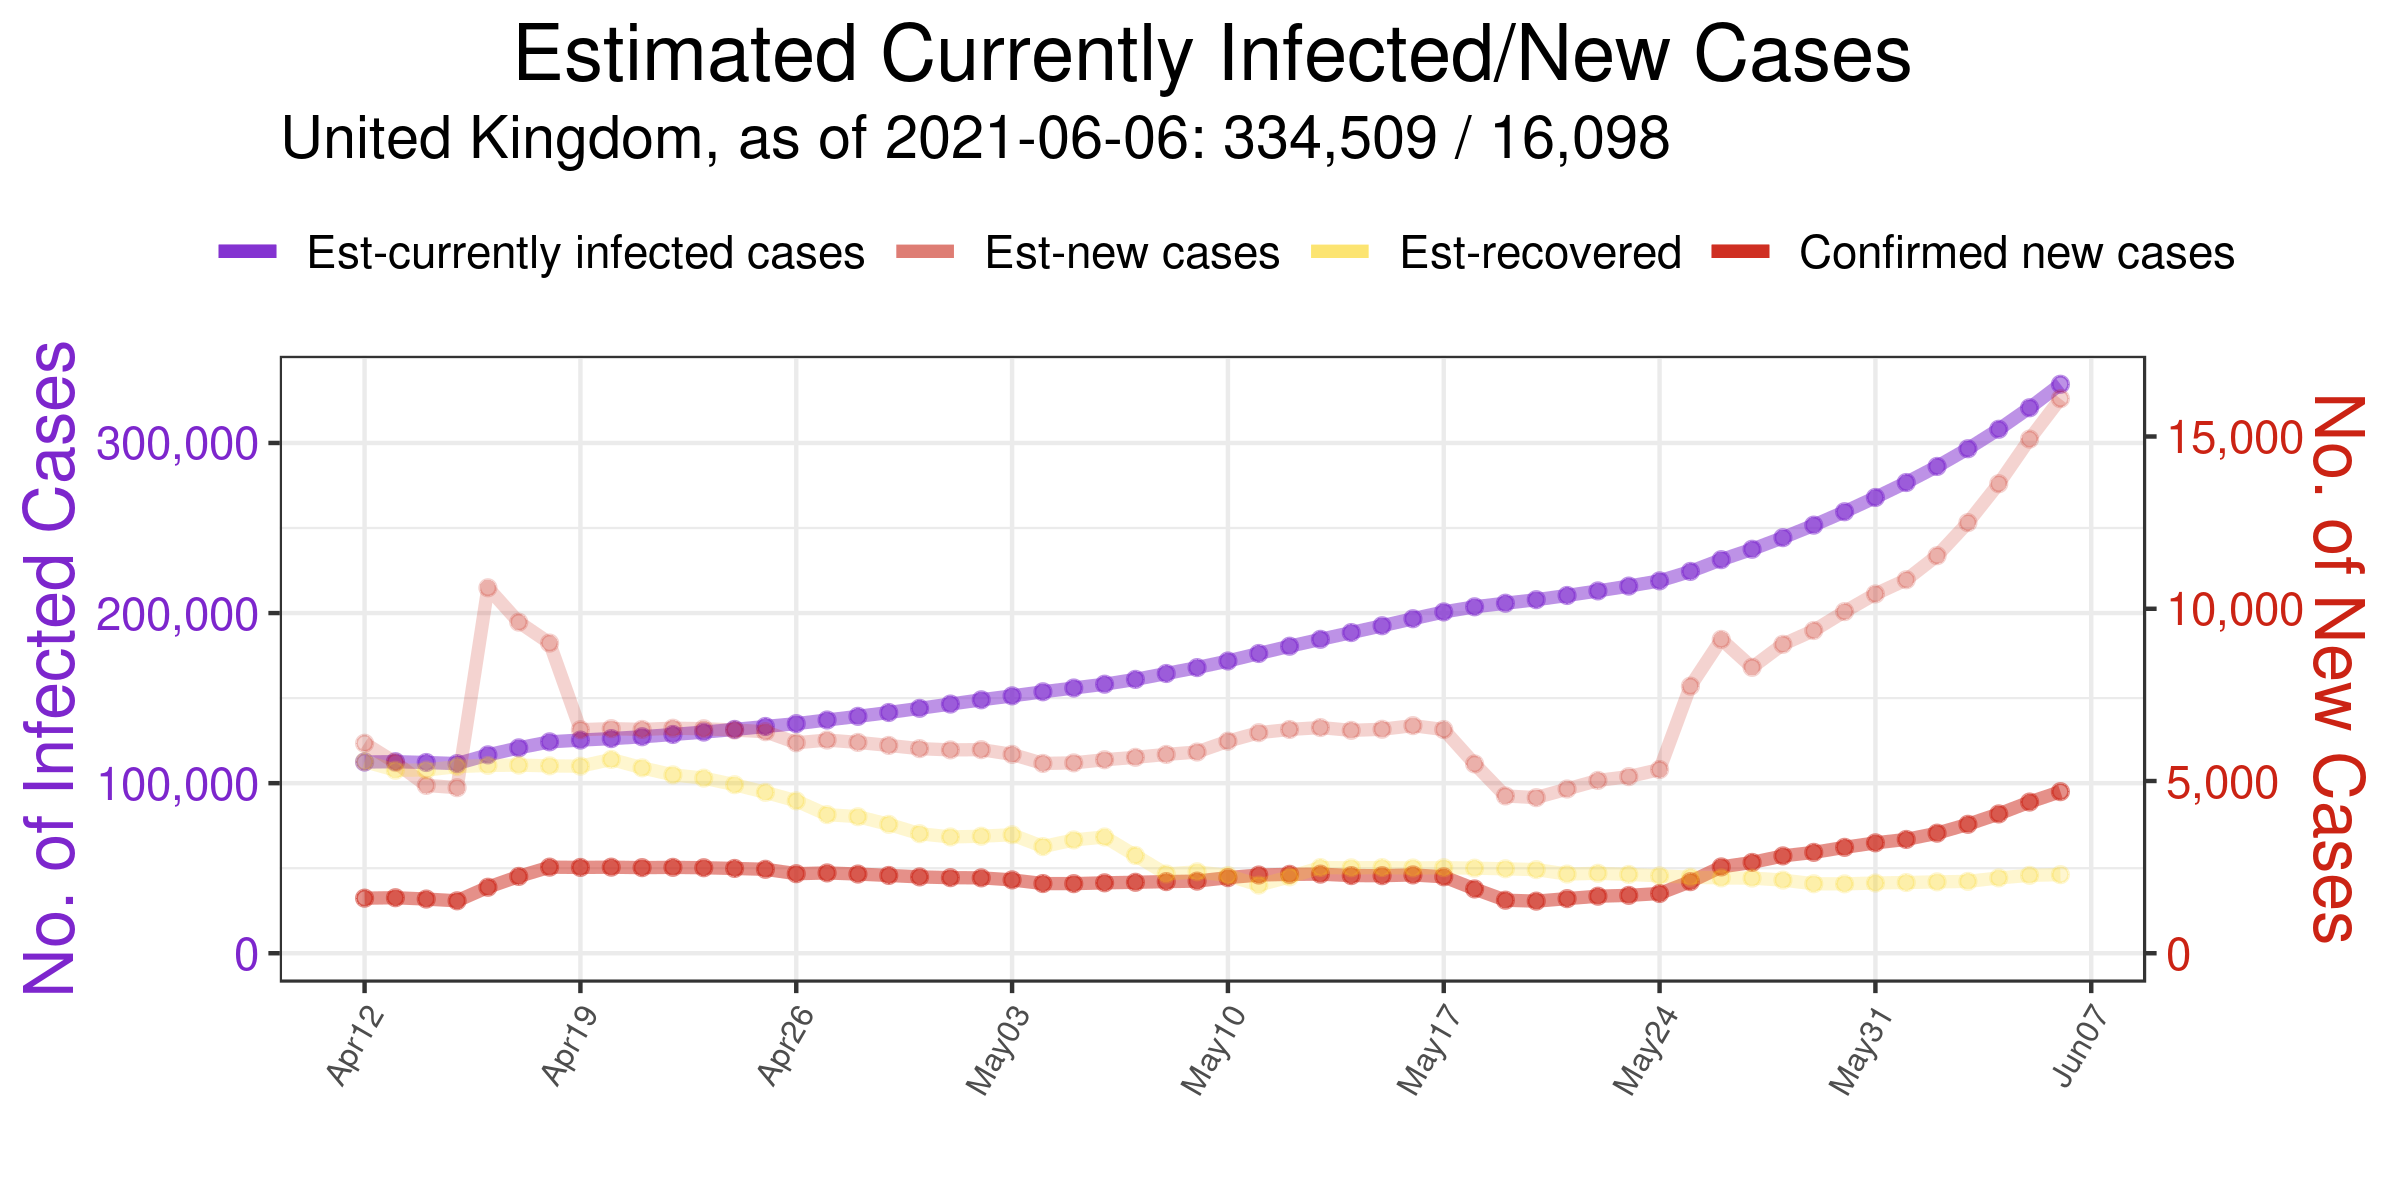 Estimated Currently Infected/New Cases
United Kingdom, as of 2021-06-06: 334,509 / 16,098
Est-currently infected cases Est-new cases Est-recovered Confirmed new cases
No. of Infected Cases
300,000
200,000
100,000
0
15,000
10,000
5,000
0
No. of New Cases
Apr12 Apr19 Apr26 May03 May10 May17 May24 May31 Jun07